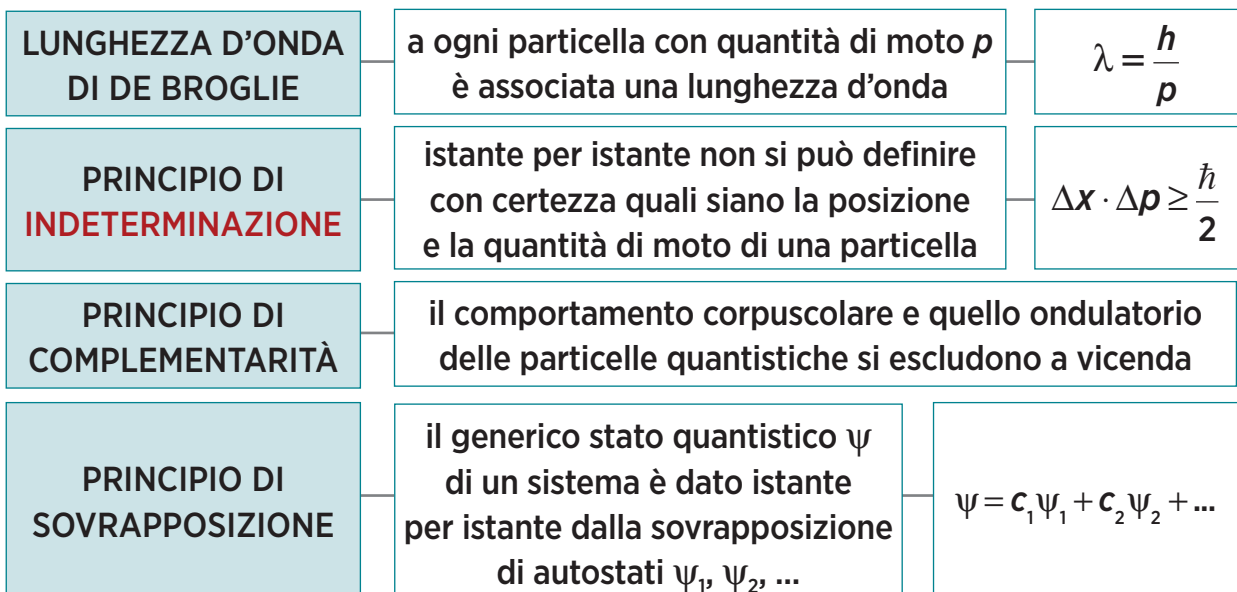 LUNGHEZZA D'ONDA
DI DE BROGLIE
a ogni particella con quantità di moto p
è associata una lunghezza d'onda
λ = h/p
PRINCIPIO DI
INDETERMINAZIONE
istante per istante non si può definire
con certezza quali siano la posizione
e la quantità di moto di una particella
Δx · Δp ≥ ℏ/2
PRINCIPIO DI
COMPLEMENTARITÀ
il comportamento corpuscolare e quello ondulatorio
delle particelle quantistiche si escludono a vicenda
PRINCIPIO DI
SOVRAPPOSIZIONE
il generico stato quantistico ψ
di un sistema è dato istante
per istante dalla sovrapposizione
di autostati ψ₁, ψ₂, ...
ψ = c₁ψ₁ + c₂ψ₂ + ...